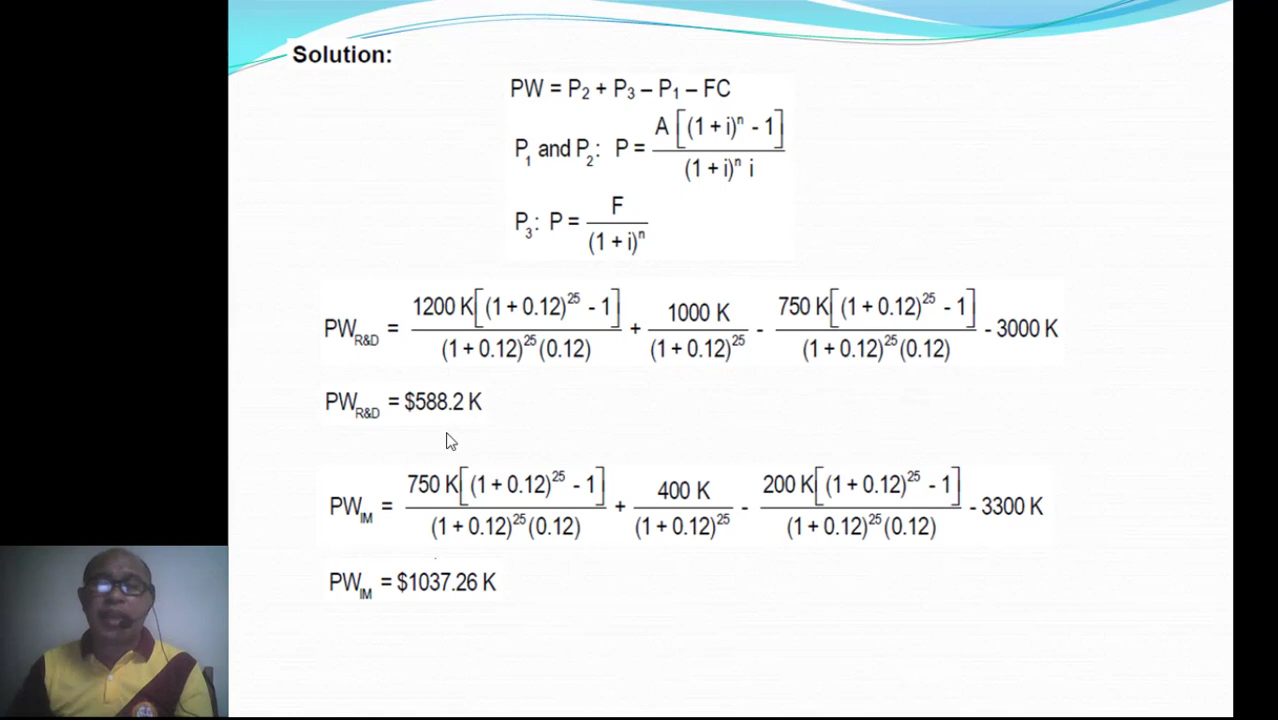 Solution:
PW = P₂ + P₃ – P₁ – FC
P₁ and P₂: P = A[(1 + i)ⁿ - 1] / (1 + i)ⁿ i
P₃: P = F / (1 + i)ⁿ
PW_R&D = 1200 K[(1 + 0.12)²⁵ - 1] / (1 + 0.12)²⁵(0.12) + 1000 K / (1 + 0.12)²⁵ - 750 K[(1 + 0.12)²⁵ - 1] / (1 + 0.12)²⁵(0.12) - 3000 K
PW_R&D = $588.2 K
PW_IM = 750 K[(1 + 0.12)²⁵ - 1] / (1 + 0.12)²⁵(0.12) + 400 K / (1 + 0.12)²⁵ - 200 K[(1 + 0.12)²⁵ - 1] / (1 + 0.12)²⁵(0.12) - 3300 K
PW_IM = $1037.26 K